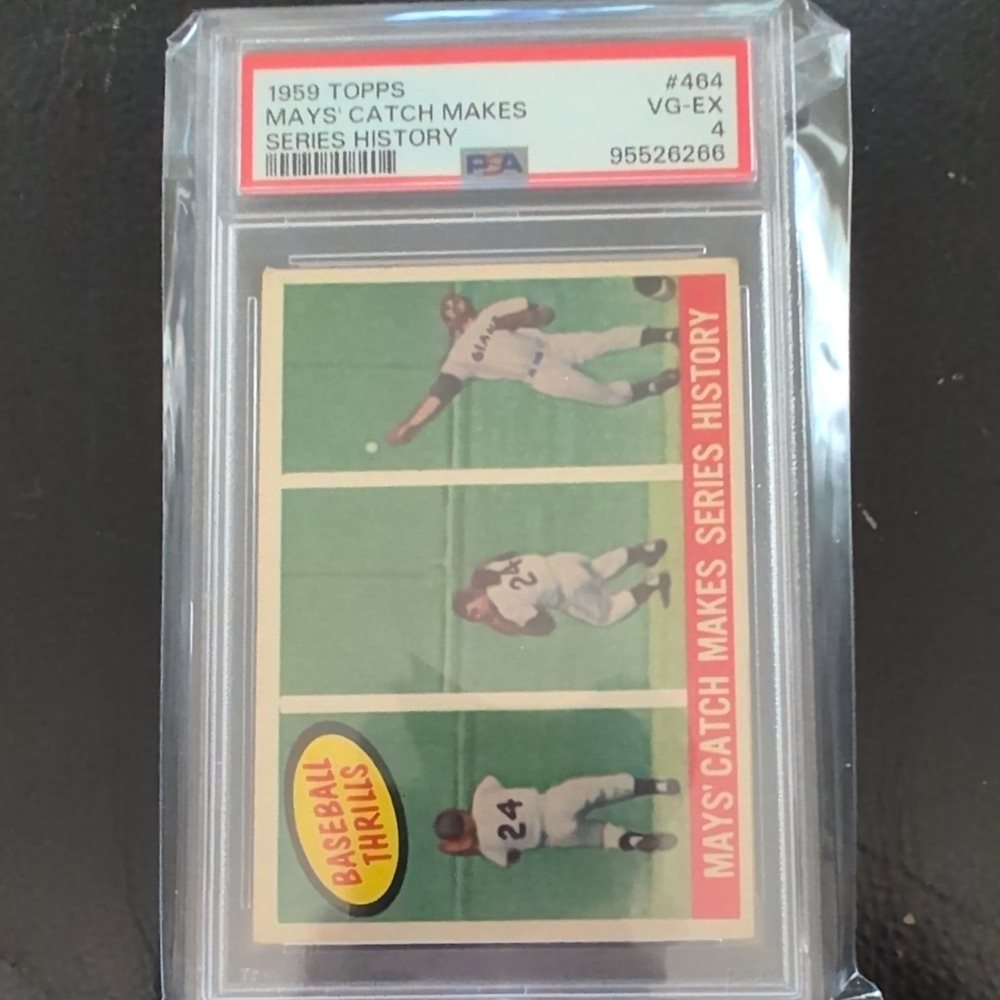 1959 TOPPS
MAYS' CATCH MAKES
SERIES HISTORY
#464
VG-EX
4
95526266
PSA
GIANTS
24
24
BASEBALL
THRILLS
MAYS' CATCH MAKES SERIES HISTORY